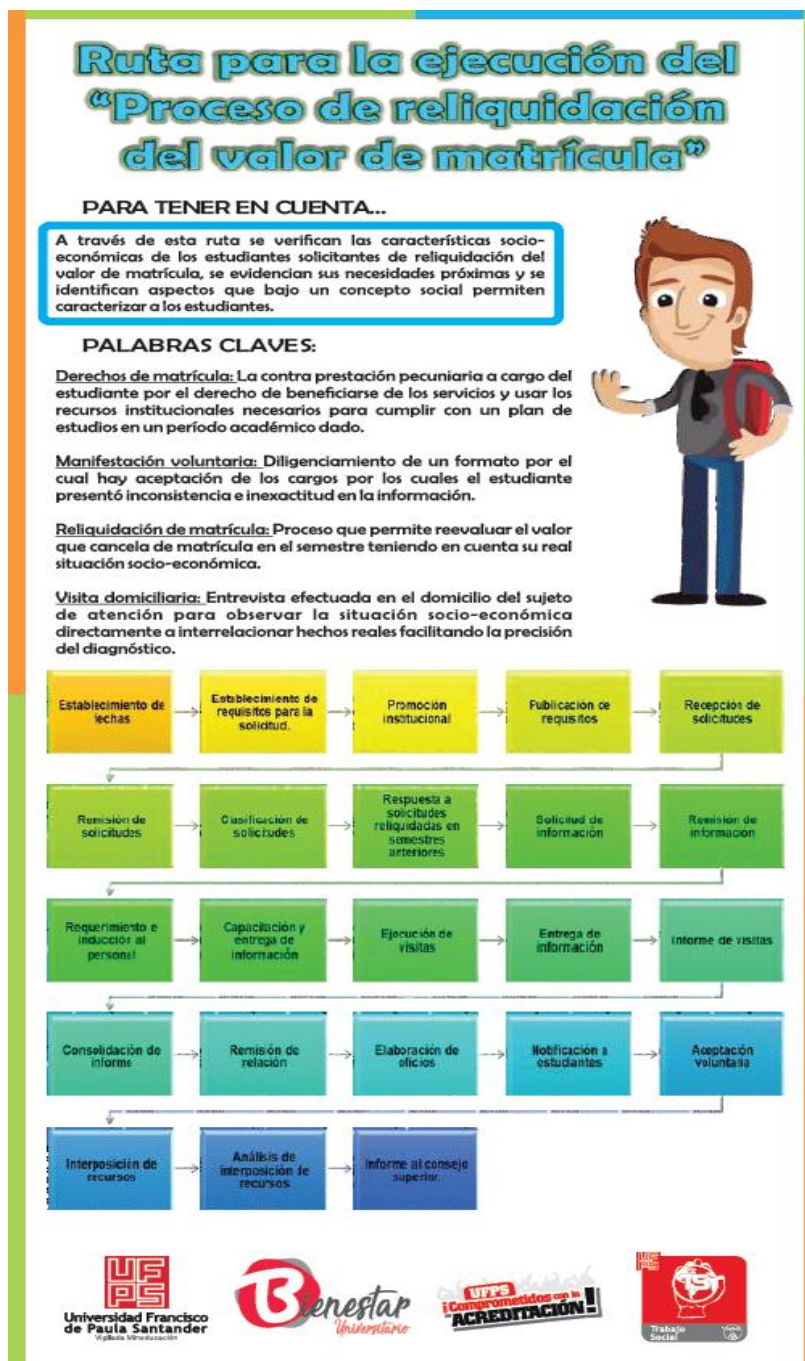 Ruta para la ejecución del
“Proceso de reliquidación
del valor de matrícula”
PARA TENER EN CUENTA...
A través de esta ruta se verifican las características socio-
económicas de los estudiantes solicitantes de reliquidación del
valor de matrícula, se evidencian sus necesidades próximas y se
identifican aspectos que bajo un concepto social permiten
caracterizar a los estudiantes.
PALABRAS CLAVES:
Derechos de matrícula: La contra prestación pecuniaria a cargo del
estudiante por el derecho de beneficiarse de los servicios y usar los
recursos institucionales necesarios para cumplir con un plan de
estudios en un período académico dado.
Manifestación voluntaria: Diligenciamiento de un formato por el
cual hay aceptación de los cargos por los cuales el estudiante
presentó inconsistencia e inexactitud en la información.
Reliquidación de matrícula: Proceso que permite reevaluar el valor
que cancela de matrícula en el semestre teniendo en cuenta su real
situación socio-económica.
Visita domiciliaria: Entrevista efectuada en el domicilio del sujeto
de atención para observar la situación socio-económica
directamente a interrelacionar hechos reales facilitando la precisión
del diagnóstico.
Establecimiento de
fechas
Establecimiento de
requisitos para la
solicitud.
Promoción
institucional
Publicación de
requisitos
Recepción de
solicitudes
Remisión de
solicitudes
Clasificación de
solicitudes
Respuesta a
solicitudes
reliquidadas en
semestres
anteriores
Solicitud de
información
Remisión de
información
Requerimiento e
inducción al
personal
Capacitación y
entrega de
información
Ejecución de
visitas
Entrega de
información
Informe de visitas
Consolidación de
informe
Remisión de
relación
Elaboración de
oficios
Notificación a
estudiantes
Aceptación
voluntaria
Interposición de
recursos
Análisis de
interposición de
recursos
Informe al consejo
superior.
UFPS
Universidad Francisco
de Paula Santander
Vigilada Mineducación
Bienestar
Universitario
UFPS
¡Comprometidos con la
ACREDITACIÓN!
UFPS
Trabajo
Social